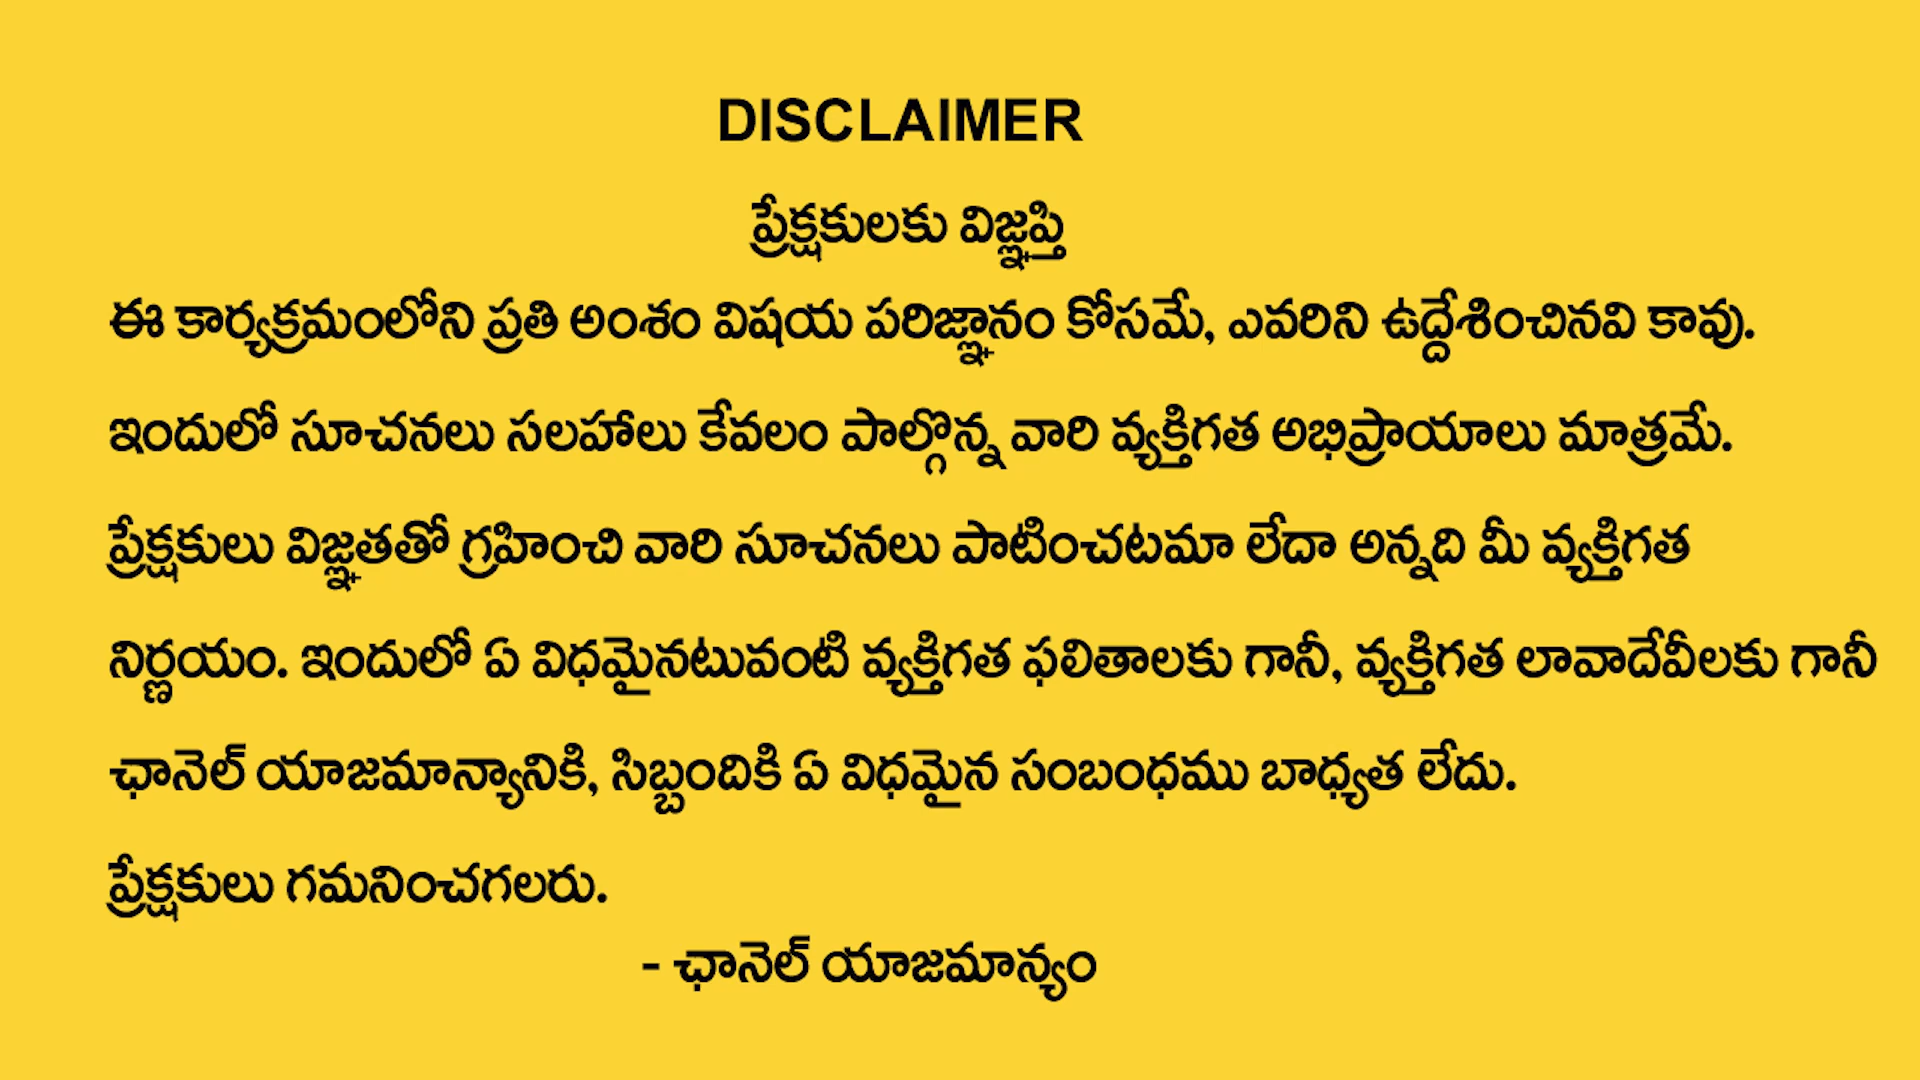 DISCLAIMER
ప్రేక్షకులకు విజ్ఞప్తి
ఈ కార్యక్రమంలోని ప్రతి అంశం విషయ పరిజ్ఞానం కోసమే, ఎవరిని ఉద్దేశించినవి కావు.
ఇందులో సూచనలు సలహాలు కేవలం పాల్గొన్న వారి వ్యక్తిగత అభిప్రాయాలు మాత్రమే.
ప్రేక్షకులు విజ్ఞతతో గ్రహించి వారి సూచనలు పాటించటమా లేదా అన్నది మీ వ్యక్తిగత
నిర్ణయం. ఇందులో ఏ విధమైనటువంటి వ్యక్తిగత ఫలితాలకు గానీ, వ్యక్తిగత లావాదేవీలకు గానీ
ఛానెల్ యాజమాన్యానికి, సిబ్బందికి ఏ విధమైన సంబంధము బాధ్యత లేదు.
ప్రేక్షకులు గమనించగలరు.
- ఛానెల్ యాజమాన్యం